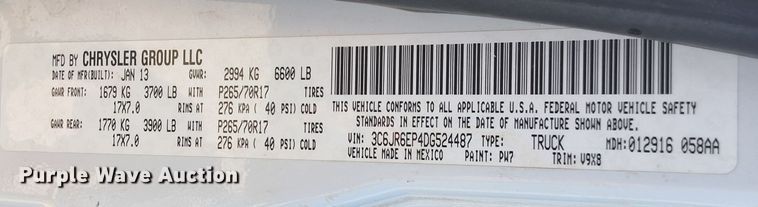 MFD BY CHRYSLER GROUP LLC
DATE OF MFR(BUILT): JAN 13 GVWR: 2994 KG 6600 LB
GAWR FRONT: 1679 KG 3700 LB WITH P265/70R17
17X7.0 RIMS AT 276 KPA ( 40 PSI) COLD
GAWR REAR: 1770 KG 3900 LB WITH P265/70R17
17X7.0 RIMS AT 276 KPA ( 40 PSI) COLD
THIS VEHICLE CONFORMS TO ALL APPLICABLE U.S.A. FEDERAL MOTOR VEHICLE SAFETY
STANDARDS IN EFFECT ON THE DATE OF MANUFACTURE SHOWN ABOVE.
VIN: 3C6JR6EP4DG524487 TYPE: TRUCK MDH: 012916 058AA
VEHICLE MADE IN MEXICO PAINT: PW7 TRIM: V9X8
Purple Wave Auction